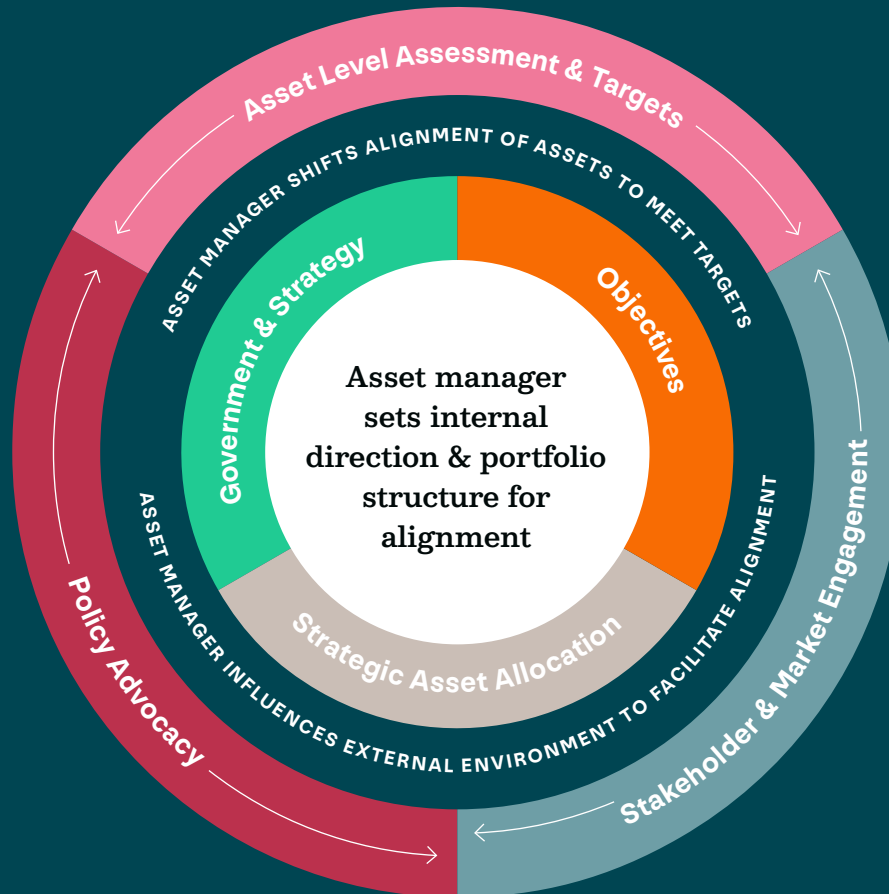 Asset Level Assessment & Targets
ASSET MANAGER SHIFTS ALIGNMENT OF ASSETS TO MEET TARGETS
Government & Strategy
Objectives
Asset manager
sets internal
direction & portfolio
structure for
alignment
Strategic Asset Allocation
ASSET MANAGER INFLUENCES EXTERNAL ENVIRONMENT TO FACILITATE ALIGNMENT
Policy Advocacy
Stakeholder & Market Engagement